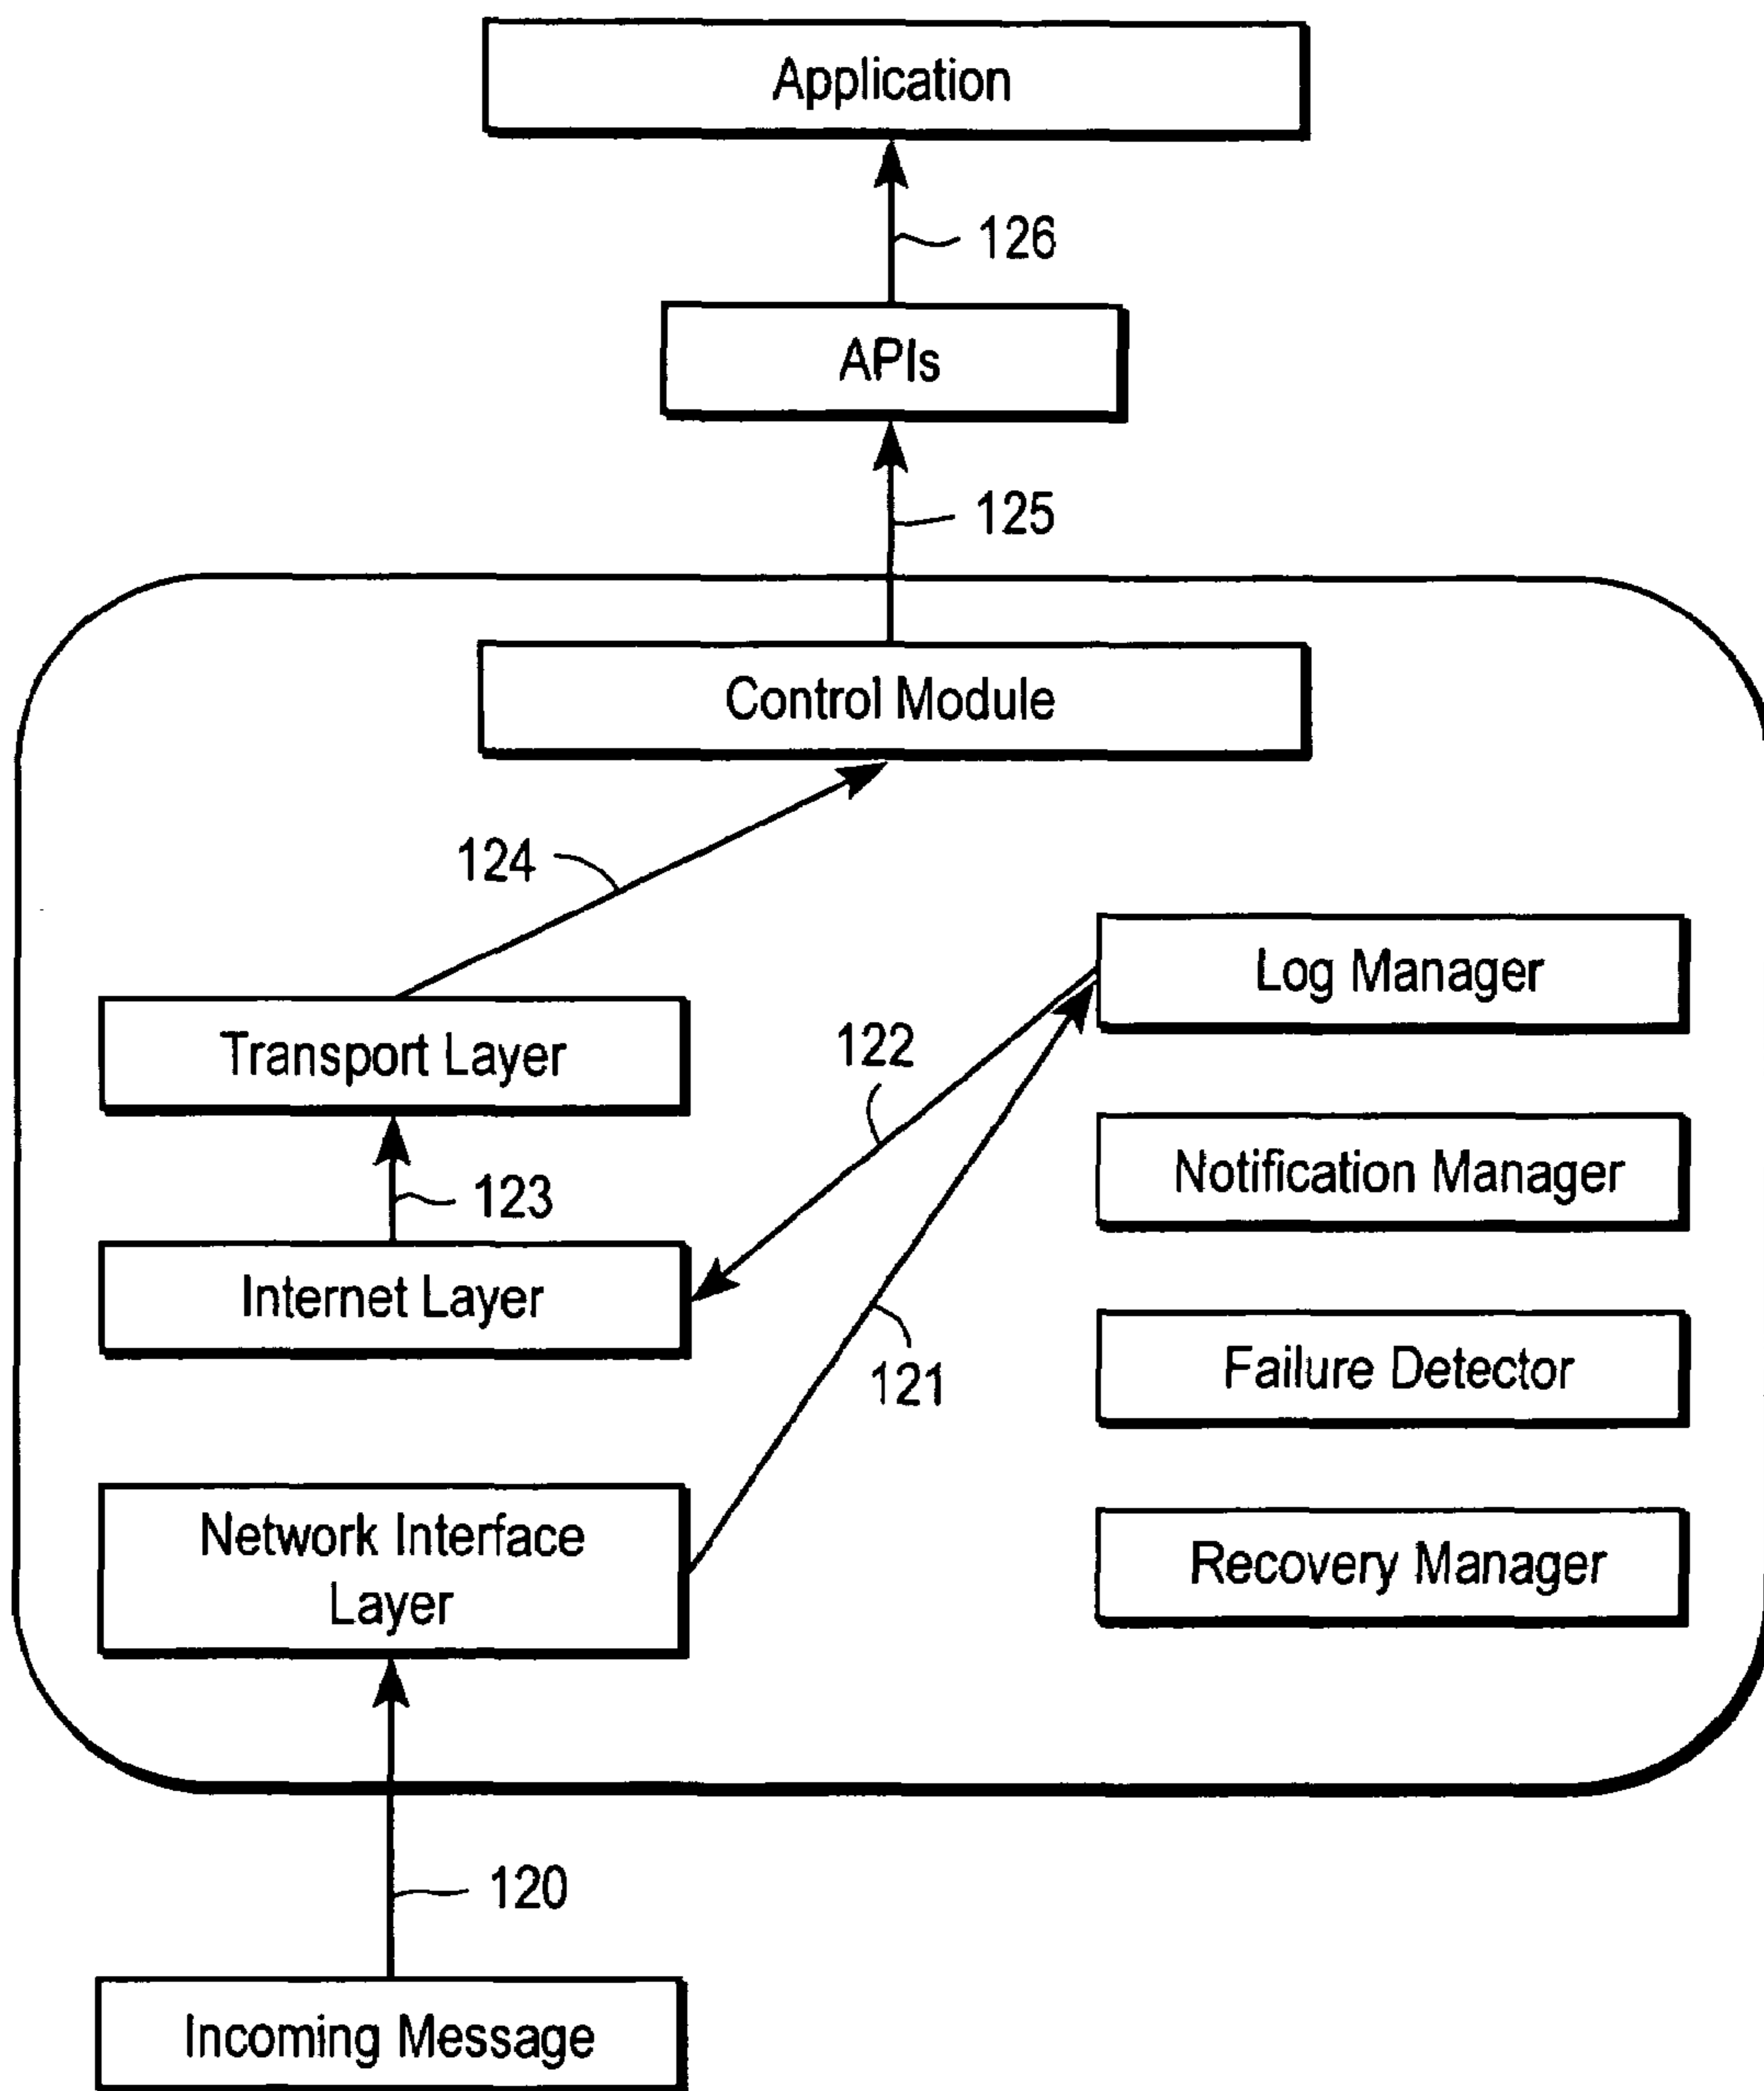 Application
126
APIs
125
Control Module
124
Log Manager
Transport Layer
122
Notification Manager
123
Internet Layer
121
Failure Detector
Network Interface
Layer
Recovery Manager
120
Incoming Message